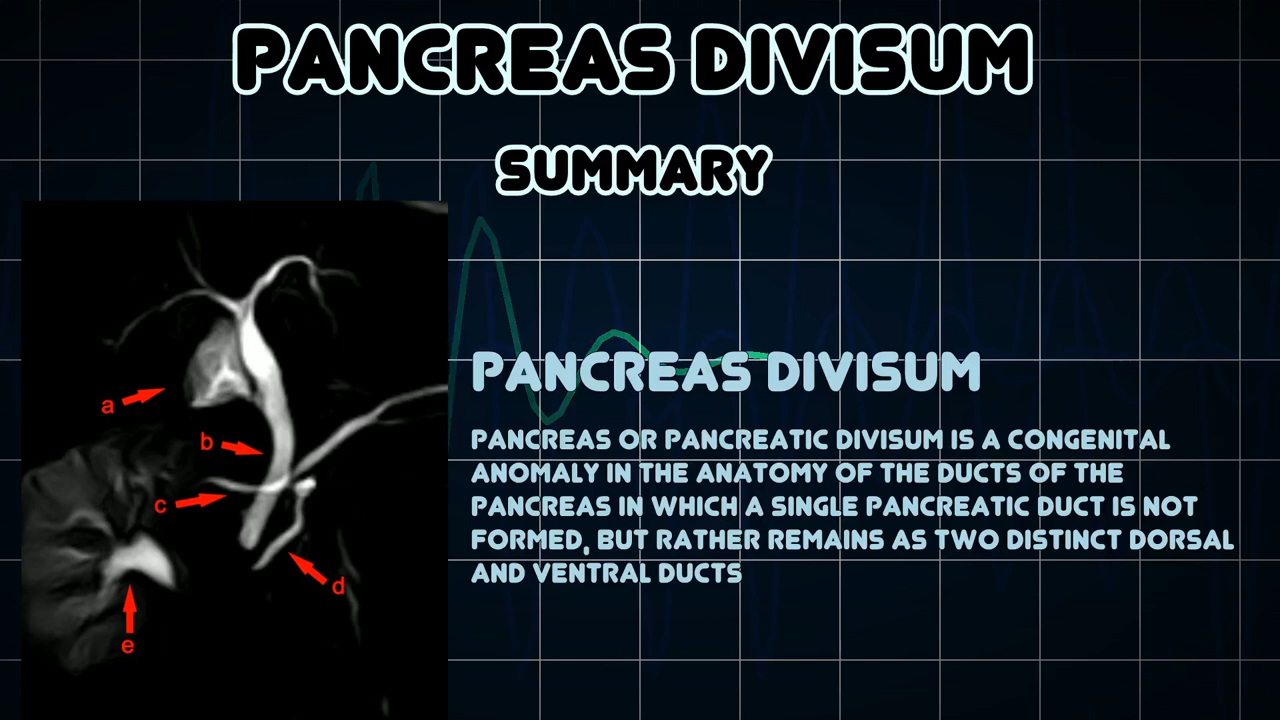 PANCREAS DIVISUM
SUMMARY
PANCREAS DIVISUM
PANCREAS OR PANCREATIC DIVISUM IS A CONGENITAL
ANOMALY IN THE ANATOMY OF THE DUCTS OF THE
PANCREAS IN WHICH A SINGLE PANCREATIC DUCT IS NOT
FORMED, BUT RATHER REMAINS AS TWO DISTINCT DORSAL
AND VENTRAL DUCTS
a
b
c
d
e